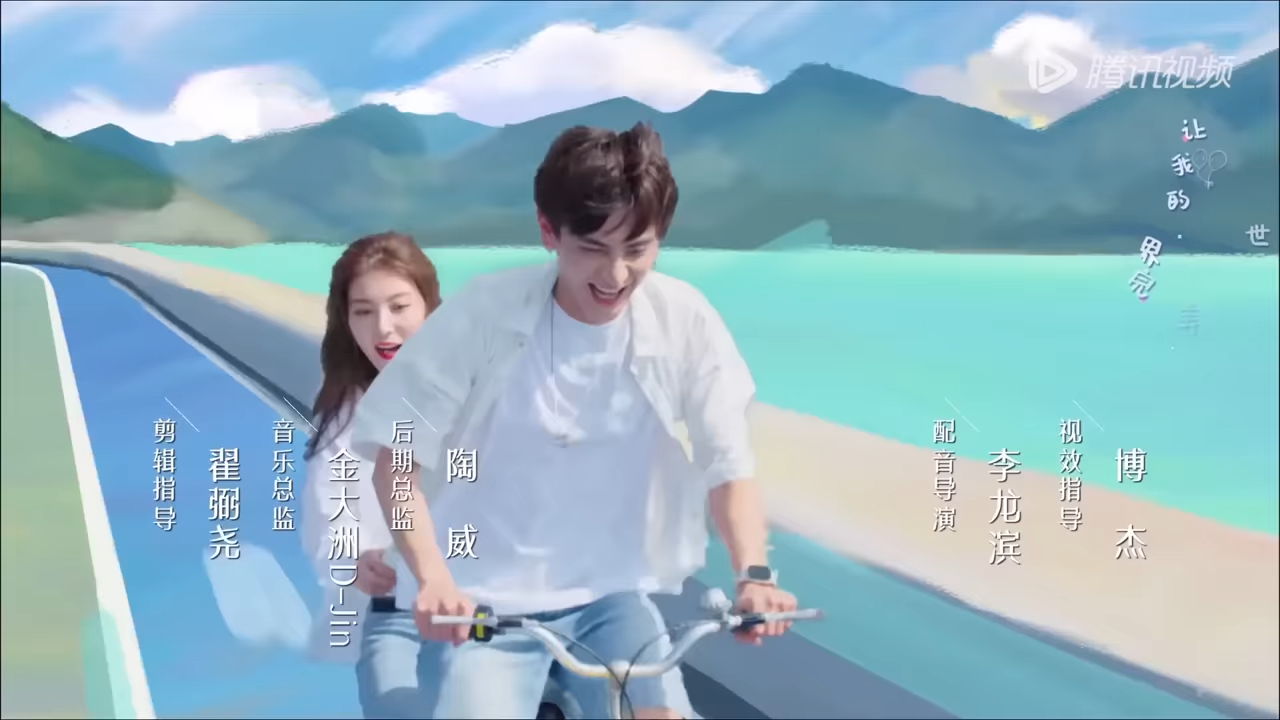 腾讯视频
让我的
世
界完
剪辑指导
翟弼尧
音乐总监
金大洲D-Jin
后期总监
陶威
配音导演
李龙滨
视效指导
博杰